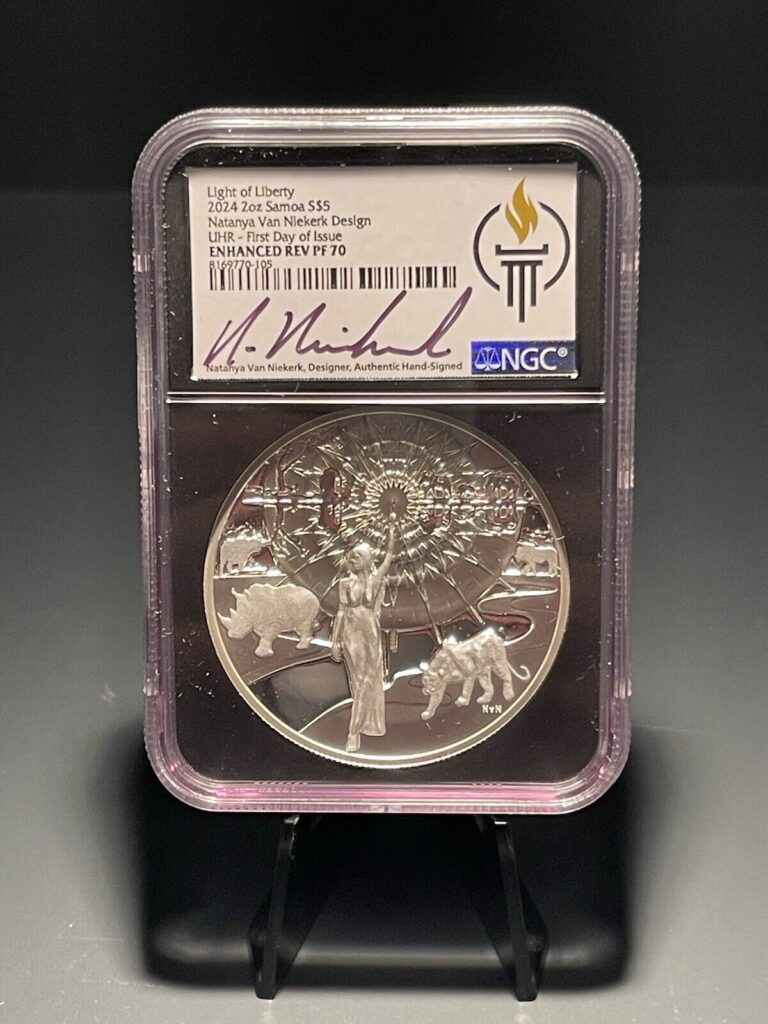 Light of Liberty
2024 2oz Samoa S$5
Natanya Van Niekerk Design
UHR - First Day of Issue
ENHANCED REV PF 70
8169770-105
N. Niekerk
Natanya Van Niekerk, Designer, Authentic Hand-Signed
NGC®
NVN